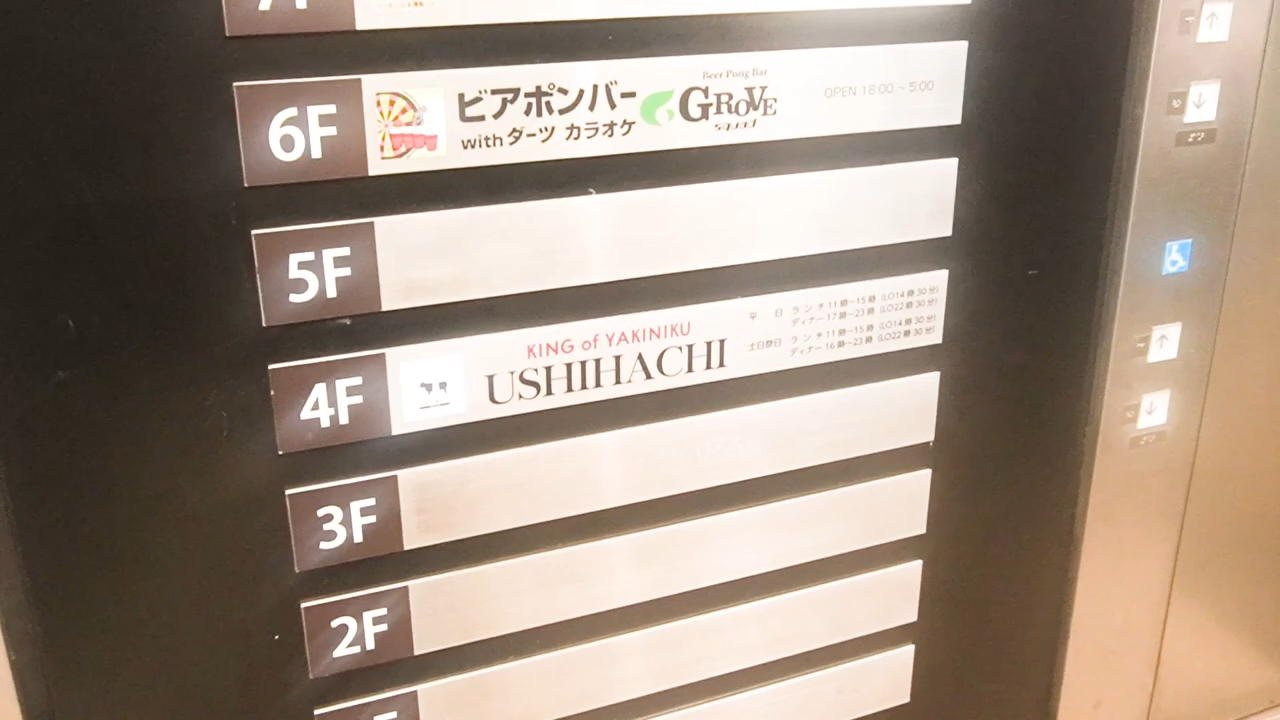 6F
ビアポンバー
with ダーツ カラオケ
Beer Pong Bar
GROVE
squad
OPEN 18:00 ~ 5:00
5F
4F
KING of YAKINIKU
USHIHACHI
平 日 ランチ 11時~15時 (LO14時30分)
ディナー 17時~23時 (LO22時30分)
土日祭日 ランチ 11時~15時 (LO14時30分)
ディナー 16時~23時 (LO22時30分)
3F
2F